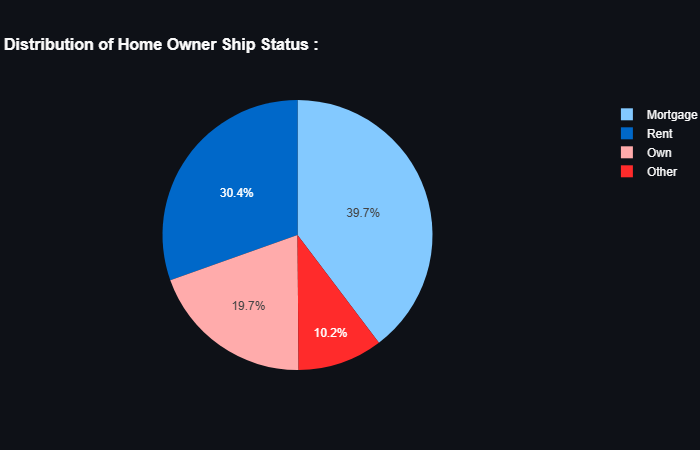 Distribution of Home Owner Ship Status :
Mortgage
Rent
Own
Other
30.4%
39.7%
19.7%
10.2%